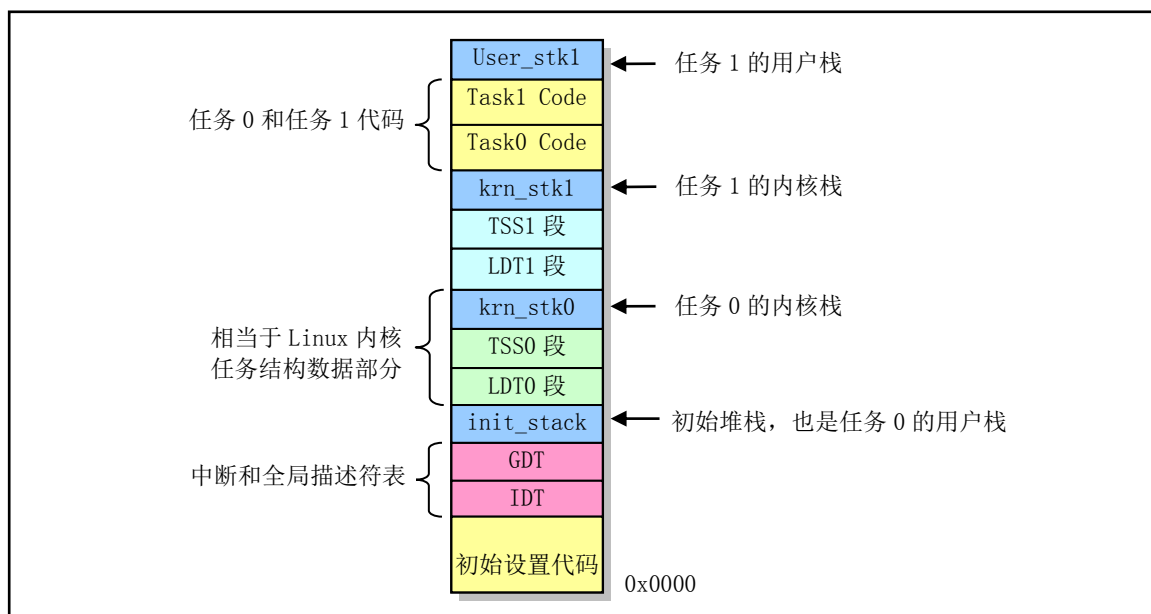 User_stk1
任务 1 的用户栈
Task1 Code
任务 0 和任务 1 代码
Task0 Code
krn_stk1
任务 1 的内核栈
TSS1 段
LDT1 段
krn_stk0
任务 0 的内核栈
相当于 Linux 内核
任务结构数据部分
TSS0 段
LDT0 段
init_stack
初始堆栈，也是任务 0 的用户栈
GDT
中断和全局描述符表
IDT
初始设置代码
0x0000